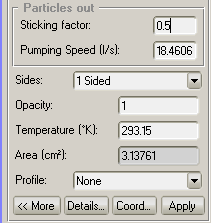 Particles out
Sticking factor: 0.5
Pumping Speed (l/s): 18.4606
Sides: 1 Sided
Opacity: 1
Temperature (°K): 293.15
Area (cm²): 3.13761
Profile: None
<< More Details... Coord... Apply